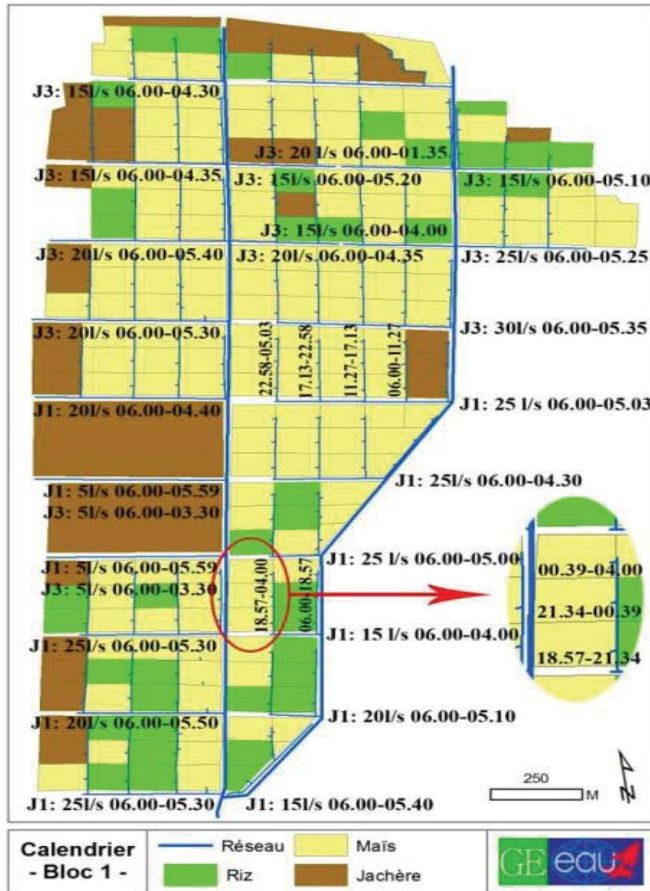 J3: 15l/s 06.00-04.30
J3: 20 l/s 06.00-01.35
J3: 15l/s 06.00-04.35
J3: 15l/s 06.00-05.20
J3: 15l/s 06.00-05.10
J3: 15l/s 06.00-04.00
J3: 20l/s 06.00-05.40
J3: 20l/s 06.00-04.35
J3: 25l/s 06.00-05.25
J3: 20l/s 06.00-05.30
22.58-05.03
17.13-22.58
11.27-17.13
06.00-11.27
J3: 30l/s 06.00-05.35
J1: 20l/s 06.00-04.40
J1: 25 l/s 06.00-05.03
J1: 5l/s 06.00-05.59
J3: 5l/s 06.00-03.30
J1: 25l/s 06.00-04.30
J1: 5l/s 06.00-05.59
J3: 5l/s 06.00-03.30
18.57-04.00
06.00-18.57
J1: 25 l/s 06.00-05.00
00.39-04.00
21.34-00.39
18.57-21.34
J1: 25l/s 06.00-05.30
J1: 15 l/s 06.00-04.00
J1: 20l/s 06.00-05.50
J1: 20l/s 06.00-05.10
J1: 25l/s 06.00-05.30
J1: 15l/s 06.00-05.40
250
M
Calendrier
- Bloc 1 -
Réseau
Maïs
Riz
Jachère
GEeau